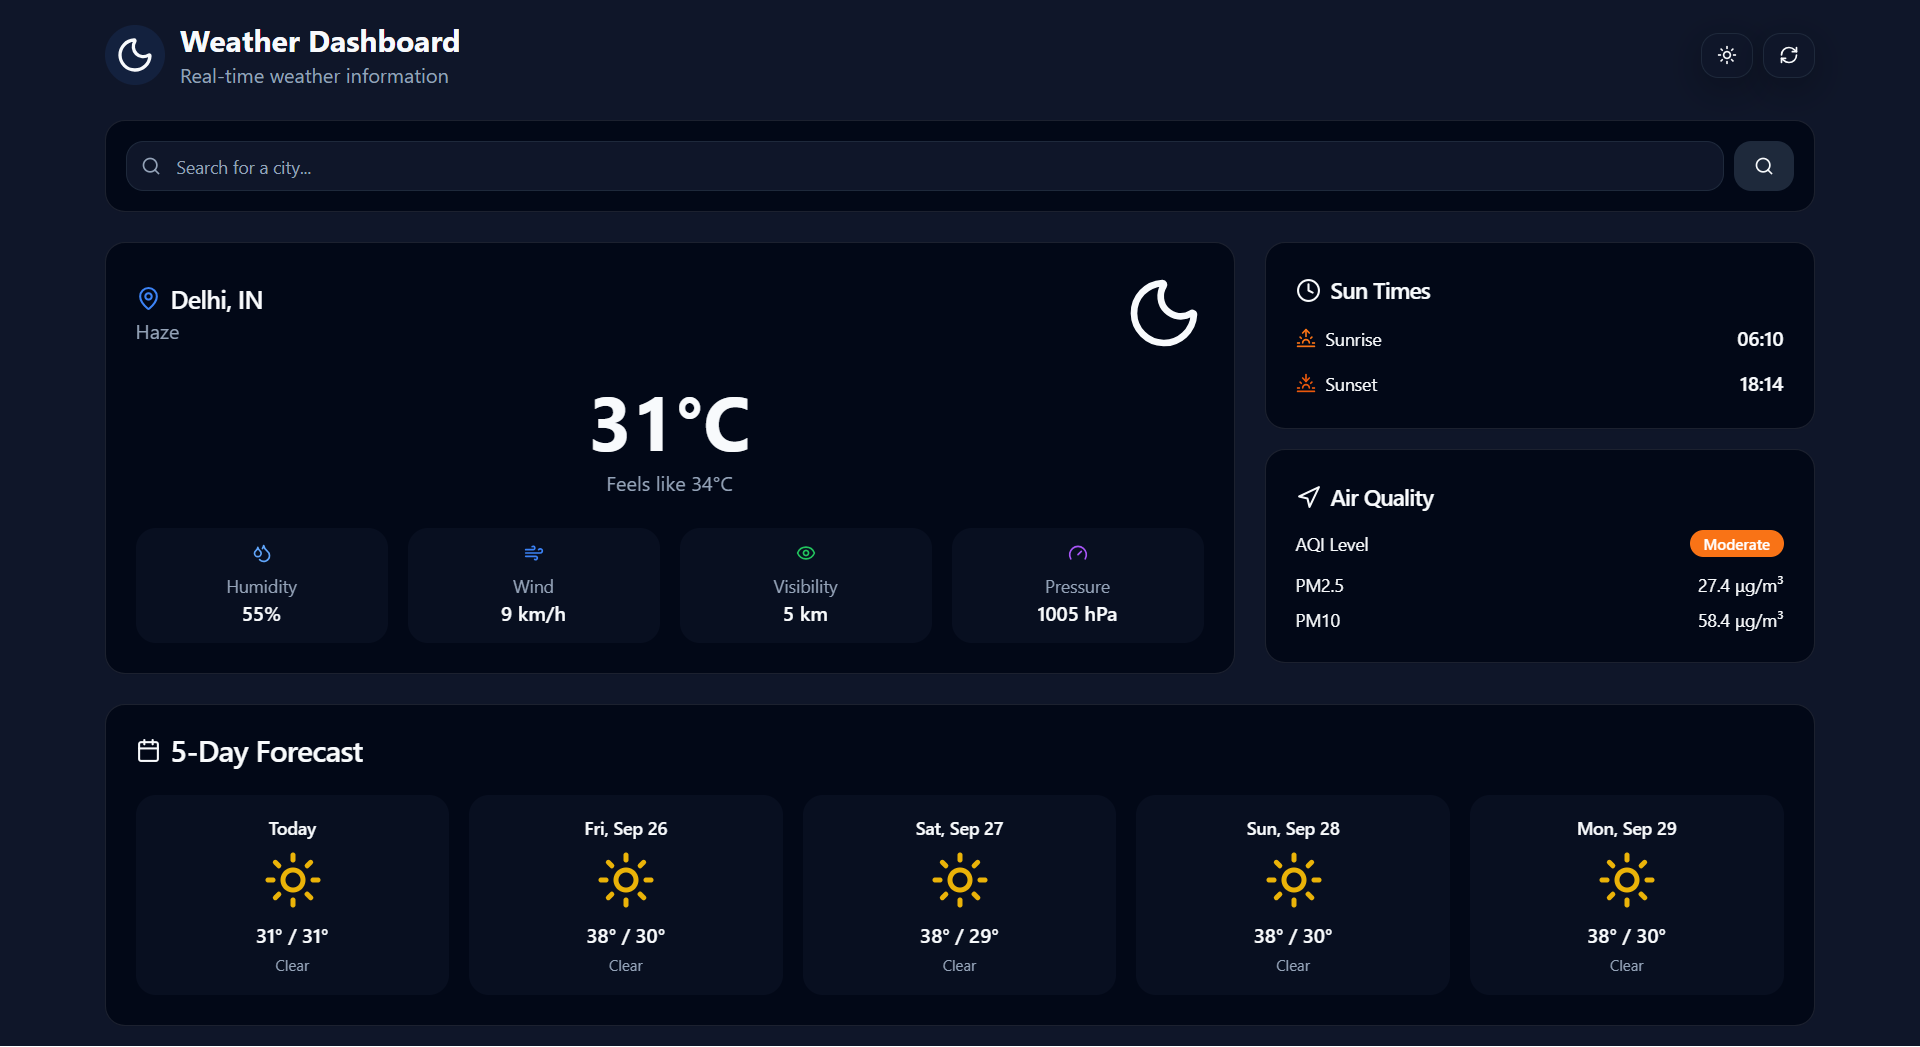 Weather Dashboard
Real-time weather information
Search for a city...
Delhi, IN
Haze
31°C
Feels like 34°C
Humidity
55%
Wind
9 km/h
Visibility
5 km
Pressure
1005 hPa
Sun Times
Sunrise 06:10
Sunset 18:14
Air Quality
AQI Level Moderate
PM2.5 27.4 µg/m³
PM10 58.4 µg/m³
5-Day Forecast
Today
31° / 31°
Clear
Fri, Sep 26
38° / 30°
Clear
Sat, Sep 27
38° / 29°
Clear
Sun, Sep 28
38° / 30°
Clear
Mon, Sep 29
38° / 30°
Clear